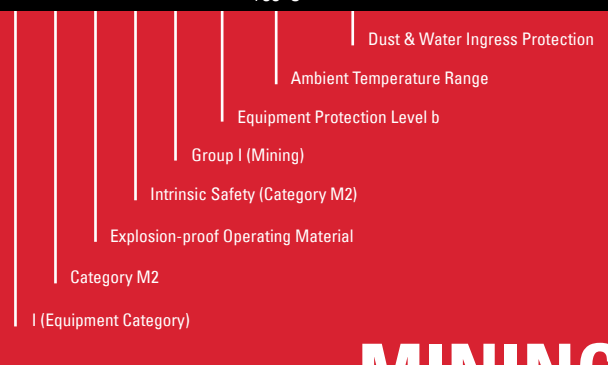 Dust & Water Ingress Protection
Ambient Temperature Range
Equipment Protection Level b
Group I (Mining)
Intrinsic Safety (Category M2)
Explosion-proof Operating Material
Category M2
I (Equipment Category)
MINING